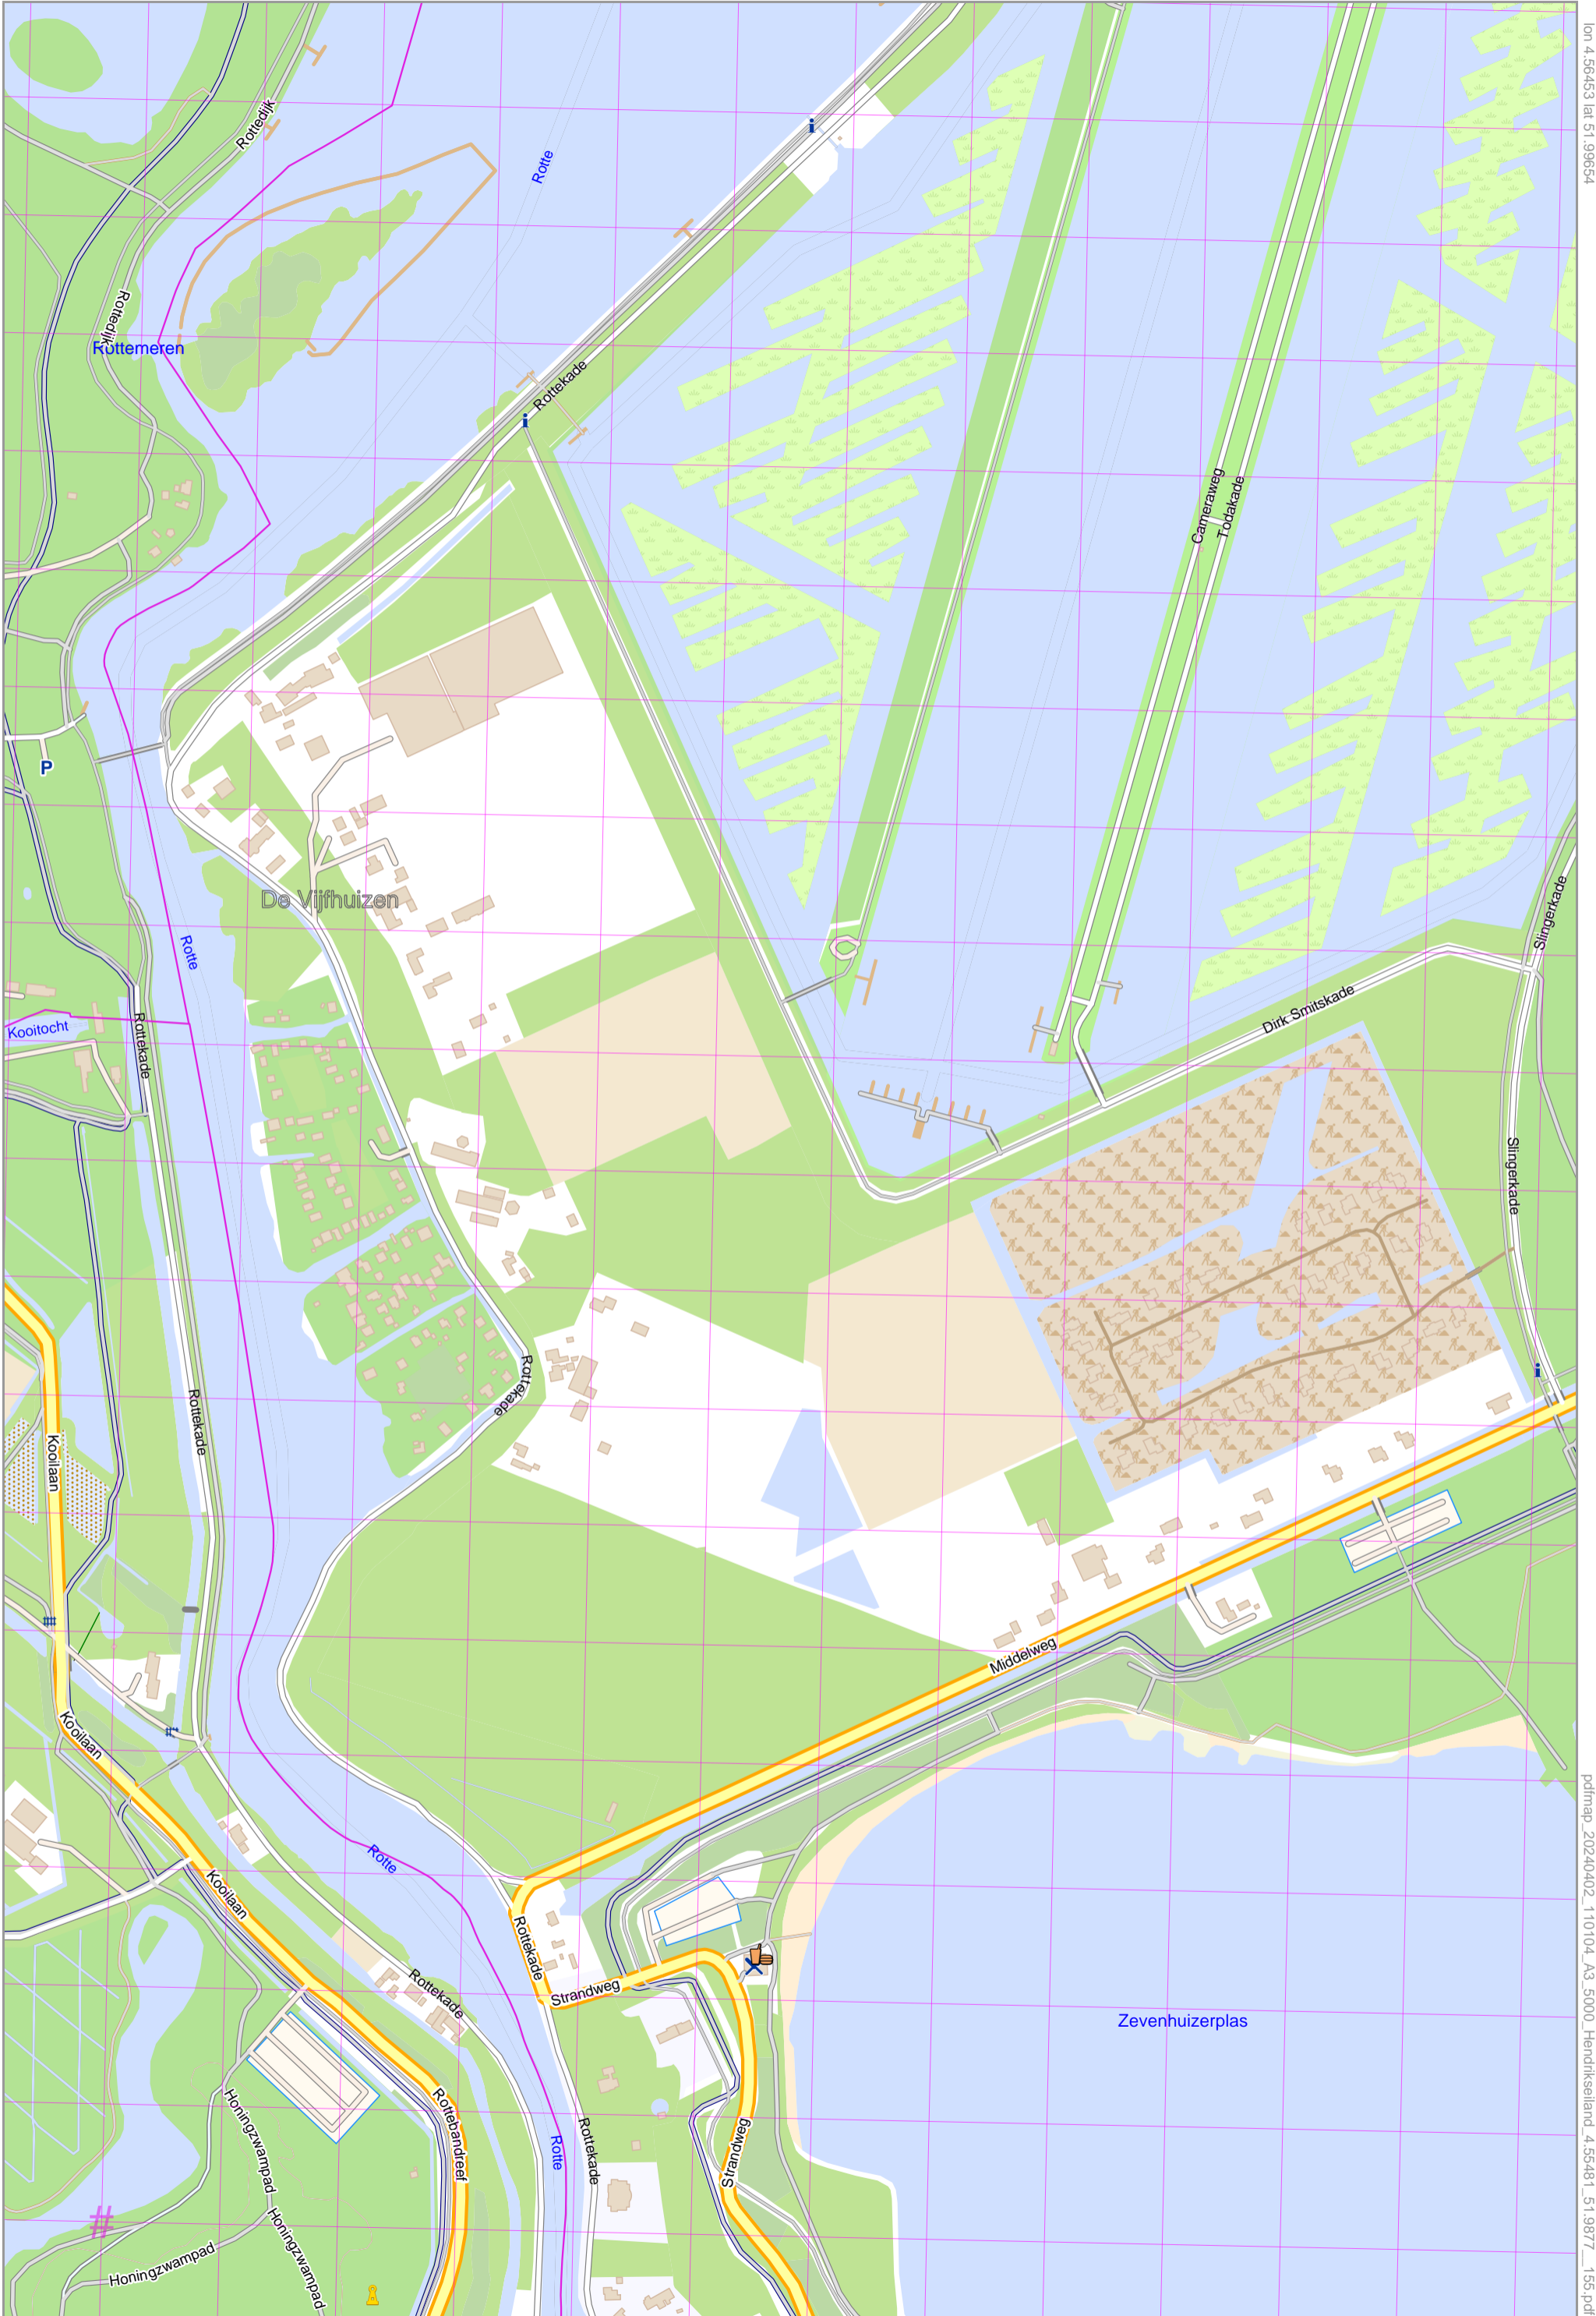 lon 4.56453 lat 51.99654
Rottedijk
Rotte
Rottedijk
Rottemeren
Rottekade
Cameraweg
Todakade
P
De Vijfhuizen
Slingerkade
Rotte
Kooitocht
Rottekade
Dirk Smitskade
Slingerkade
Rottekade
Rottekade
Kooilaan
Middelweg
Kooilaan
Rotte
Kooilaan
Rottekade
Strandweg
Rottekade
Zevenhuizerplas
Honingzwampad
Rottebandreef
Rotte
Rottekade
Strandweg
Honingzwampad
Honingzwampad
pdfmap_20240402_110104_A3_5000_Hendrikseiland_4.55481_51.9877__155.pdf